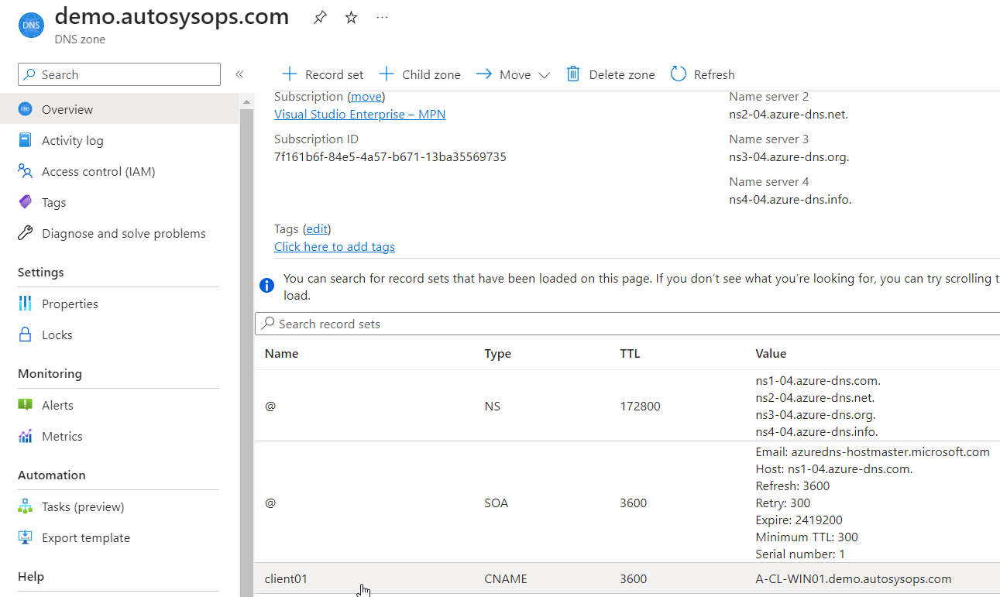 DNS
demo.autosysops.com
DNS zone
Search
«
Overview
Activity log
Access control (IAM)
Tags
Diagnose and solve problems
Settings
Properties
Locks
Monitoring
Alerts
Metrics
Automation
Tasks (preview)
Export template
Help
Record set
Child zone
Move
Delete zone
Refresh
Subscription (move)
Visual Studio Enterprise – MPN
Subscription ID
7f161b6f-84e5-4a57-b671-13ba35569735
Name server 2
ns2-04.azure-dns.net.
Name server 3
ns3-04.azure-dns.org.
Name server 4
ns4-04.azure-dns.info.
Tags (edit)
Click here to add tags
You can search for record sets that have been loaded on this page. If you don't see what you're looking for, you can try scrolling t
load.
Search record sets
Name Type TTL Value
@ NS 172800
ns1-04.azure-dns.com.
ns2-04.azure-dns.net.
ns3-04.azure-dns.org.
ns4-04.azure-dns.info.
@ SOA 3600
Email: azuredns-hostmaster.microsoft.com
Host: ns1-04.azure-dns.com.
Refresh: 3600
Retry: 300
Expire: 2419200
Minimum TTL: 300
Serial number: 1
client01 CNAME 3600 A-CL-WIN01.demo.autosysops.com